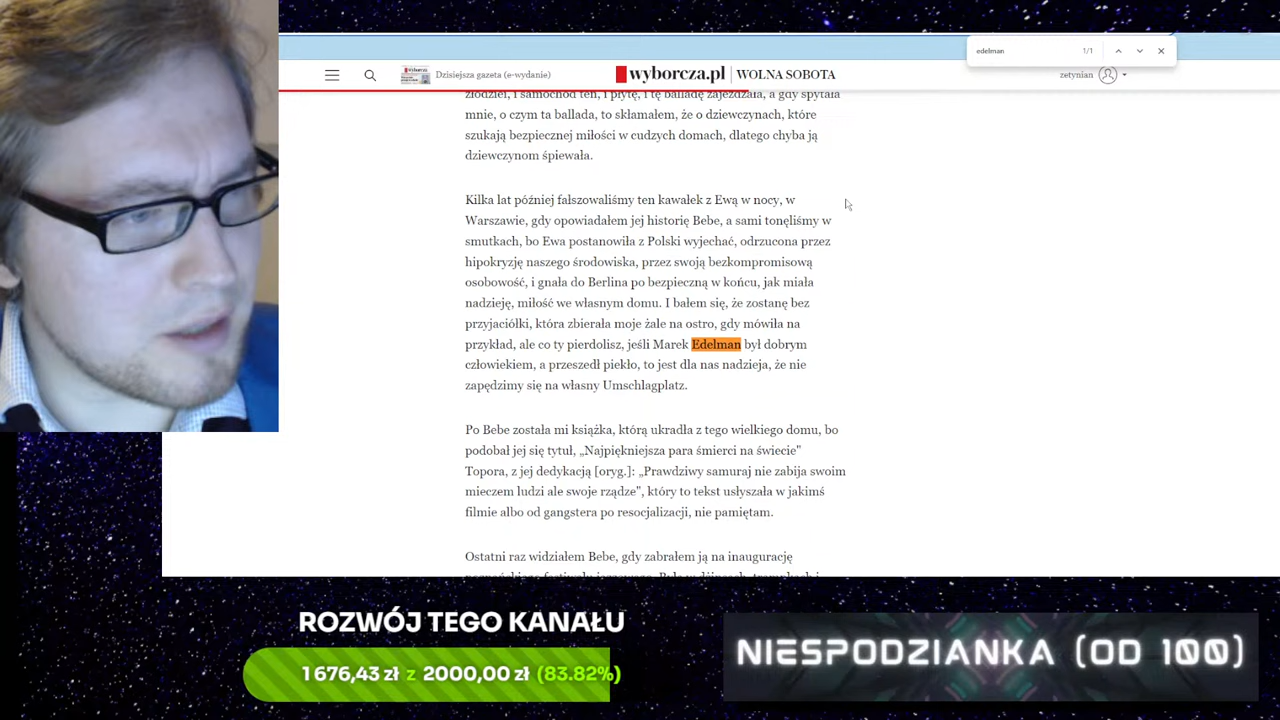 edelman
1/1
Dzisiejsza gazeta (e-wydanie)
wyborcza.pl | WOLNA SOBOTA
zetynian
złodziei, i samochód ten, i płytę, i tę balladę zajeżdżała, a gdy spytała
mnie, o czym ta ballada, to skłamałem, że o dziewczynach, które
szukają bezpiecznej miłości w cudzych domach, dlatego chyba ją
dziewczynom śpiewała.
Kilka lat później fałszowaliśmy ten kawałek z Ewą w nocy, w
Warszawie, gdy opowiadałem jej historię Bebe, a sami tonęliśmy w
smutkach, bo Ewa postanowiła z Polski wyjechać, odrzucona przez
hipokryzję naszego środowiska, przez swoją bezkompromisową
osobowość, i gnała do Berlina po bezpieczną w końcu, jak miała
nadzieję, miłość we własnym domu. I bałem się, że zostanę bez
przyjaciółki, która zbierała moje żale na ostro, gdy mówiła na
przykład, ale co ty pierdolisz, jeśli Marek Edelman był dobrym
człowiekiem, a przeszedł piekło, to jest dla nas nadzieja, że nie
zapędzimy się na własny Umschlagplatz.
Po Bebe została mi książka, którą ukradła z tego wielkiego domu, bo
podobał jej się tytuł, „Najpiękniejsza para śmierci na świecie"
Topora, z jej dedykacją [oryg.]: „Prawdziwy samuraj nie zabija swoim
mieczem ludzi ale swoje rządze", który to tekst usłyszała w jakimś
filmie albo od gangstera po resocjalizacji, nie pamiętam.
Ostatni raz widziałem Bebe, gdy zabrałem ją na inaugurację
ROZWÓJ TEGO KANAŁU
1 676,43 zł z 2000,00 zł (83.82%)
NIESPODZIANKA (OD 100)